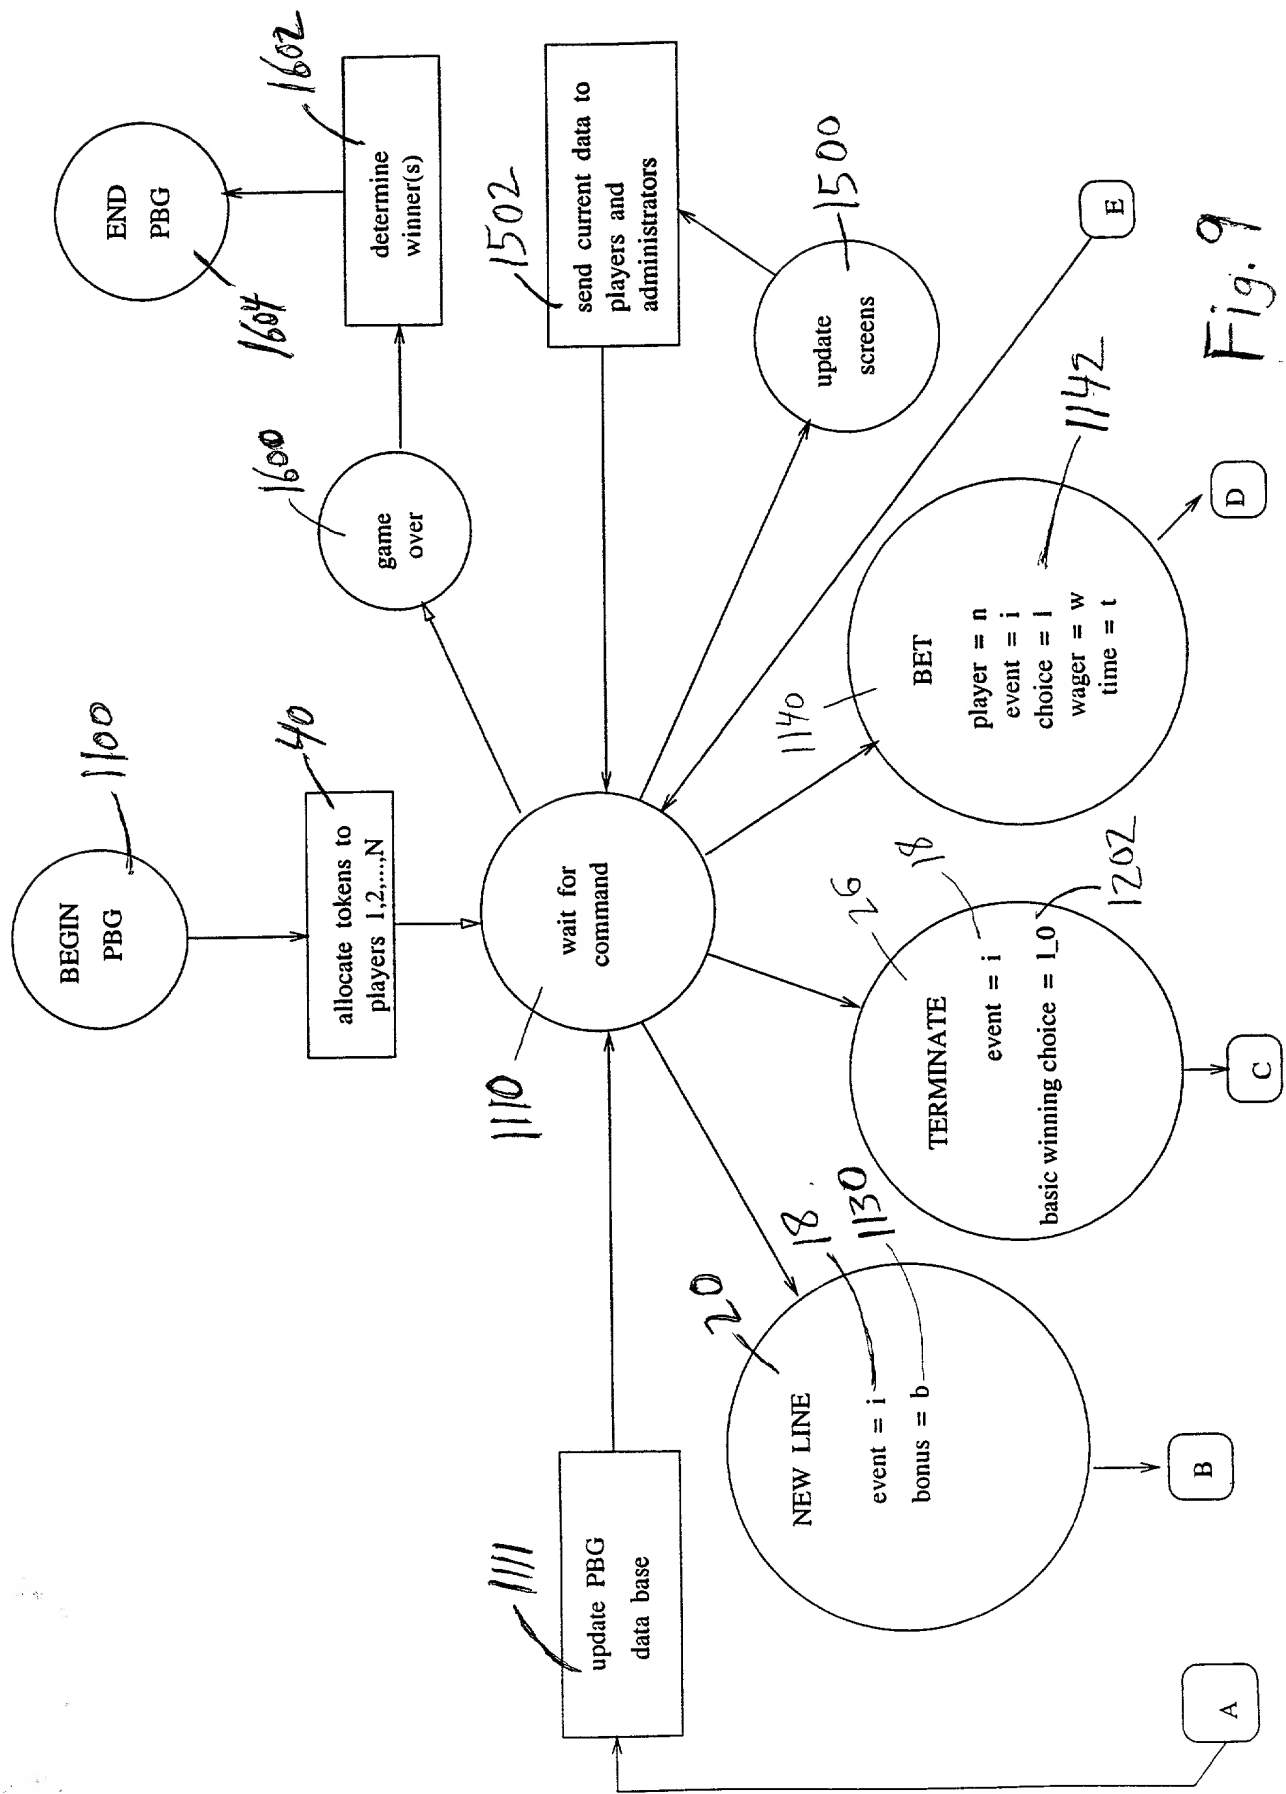 BEGIN
PBG
1100
allocate tokens to
players 1,2,...,N
40
END
PBG
1604
determine
winner(s)
1602
game
over
1600
send current data to
players and
administrators
1502
update
screens
1500
wait for
command
1110
update PBG
data base
1111
NEW LINE
event = i
bonus = b
20
18
1130
TERMINATE
event = i
basic winning choice = l_0
26
18
1202
BET
player = n
event = i
choice = l
wager = w
time = t
1140
1142
A
B
C
D
E
Fig. 9